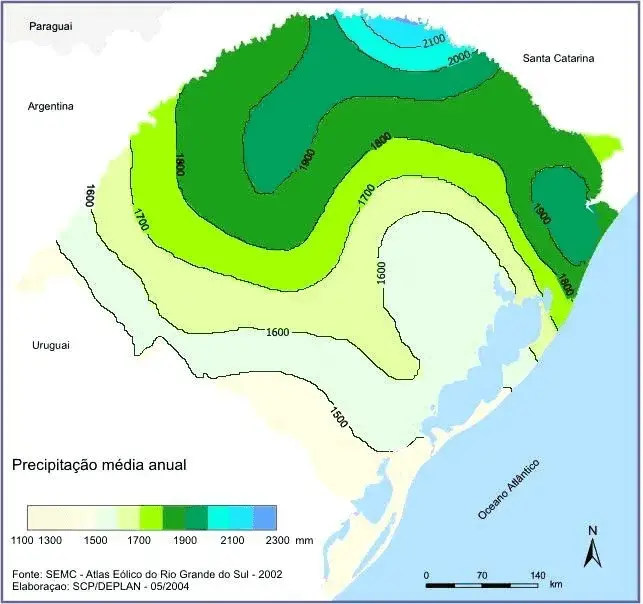 Paraguai
2100
2000
Santa Catarina
Argentina
1800
1800
1900
1600
1700
1700
1900
1800
1600
1600
Uruguai
1500
Precipitação média anual
Oceano Atlântico
1100 1300 1500 1700 1900 2100 2300 mm
N
0 70 140
km
Fonte: SEMC - Atlas Eólico do Rio Grande do Sul - 2002
Elaboraçao: SCP/DEPLAN - 05/2004